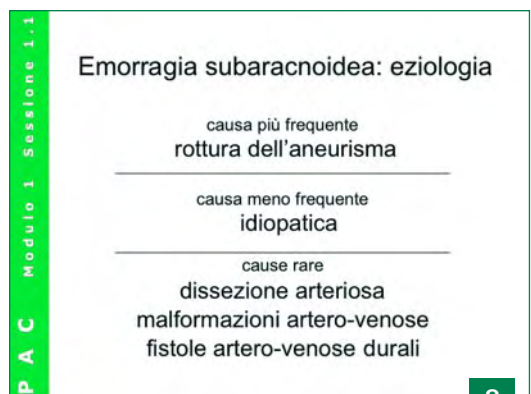 PAC Modulo 1 Sessione 1.1
Emorragia subaracnoidea: eziologia
causa più frequente
rottura dell'aneurisma
causa meno frequente
idiopatica
cause rare
dissezione arteriosa
malformazioni artero-venose
fistole artero-venose durali